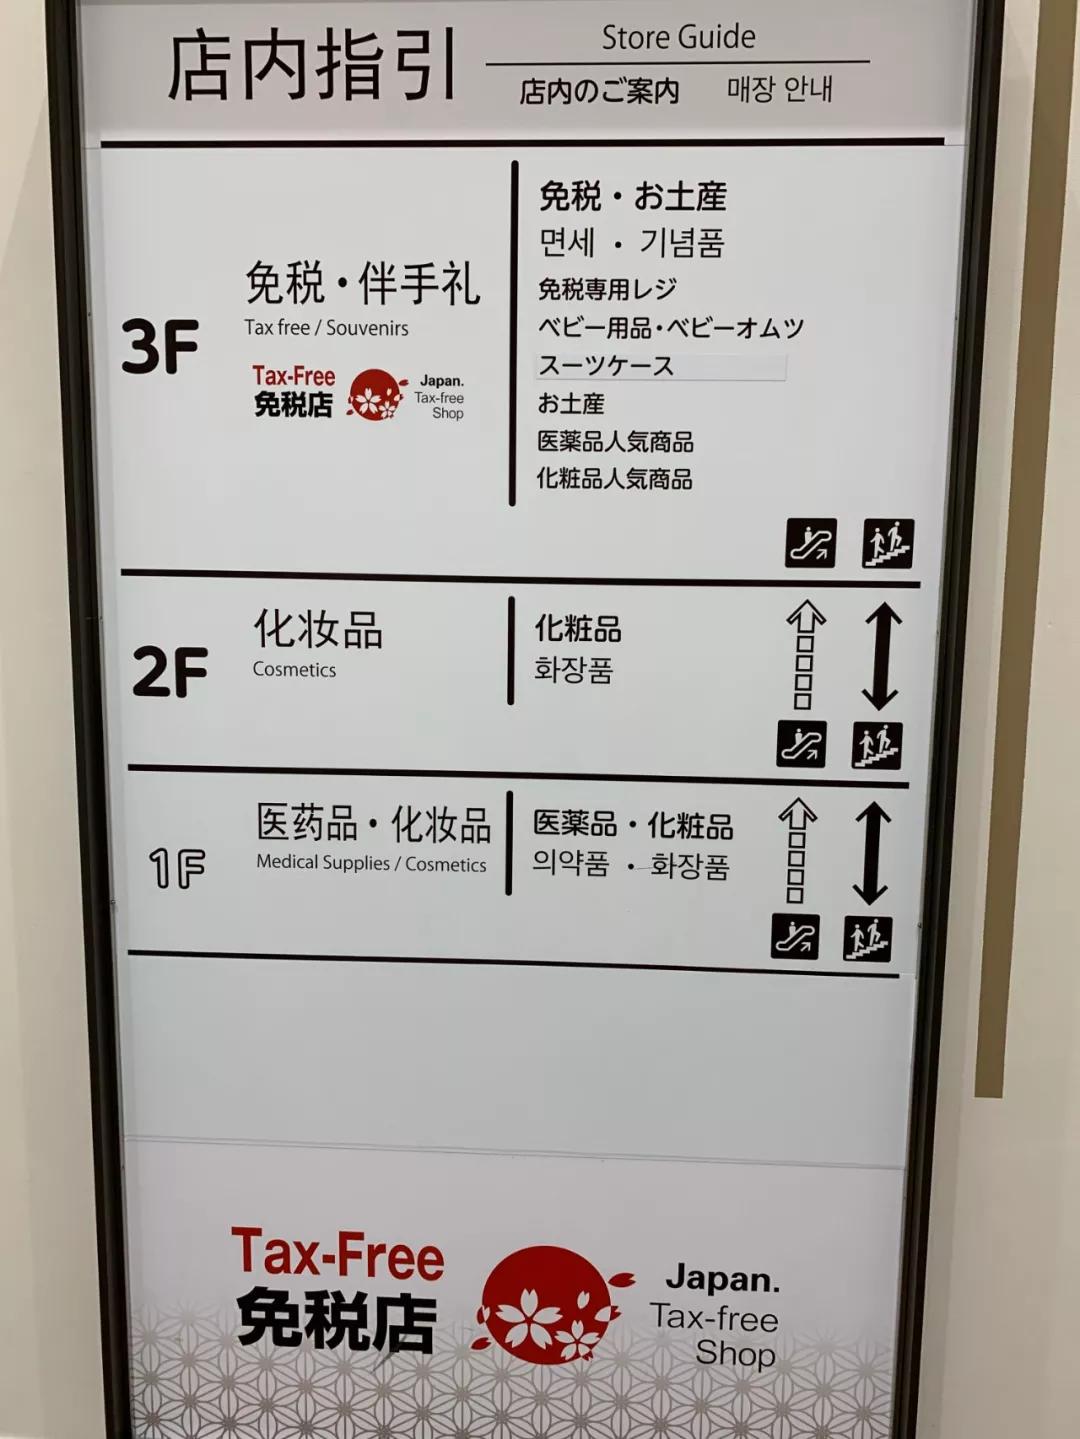 店内指引
Store Guide
店内のご案内 매장 안내
3F
免税・伴手礼
Tax free / Souvenirs
Tax-Free
免税店
Japan.
Tax-free
Shop
免税・お土産
면세 ・ 기념품
免税専用レジ
ベビー用品・ベビーオムツ
スーツケース
お土産
医薬品人気商品
化粧品人気商品
2F
化妆品
Cosmetics
化粧品
화장품
1F
医药品・化妆品
Medical Supplies / Cosmetics
医薬品・化粧品
의약품 ・ 화장품
Tax-Free
免税店
Japan.
Tax-free
Shop